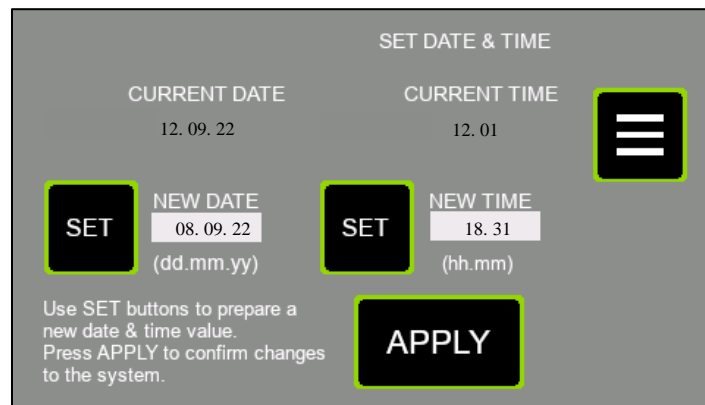 SET DATE & TIME
CURRENT DATE
CURRENT TIME
12. 09. 22
12. 01
SET
NEW DATE
08. 09. 22
(dd.mm.yy)
SET
NEW TIME
18. 31
(hh.mm)
Use SET buttons to prepare a
new date & time value.
Press APPLY to confirm changes
to the system.
APPLY